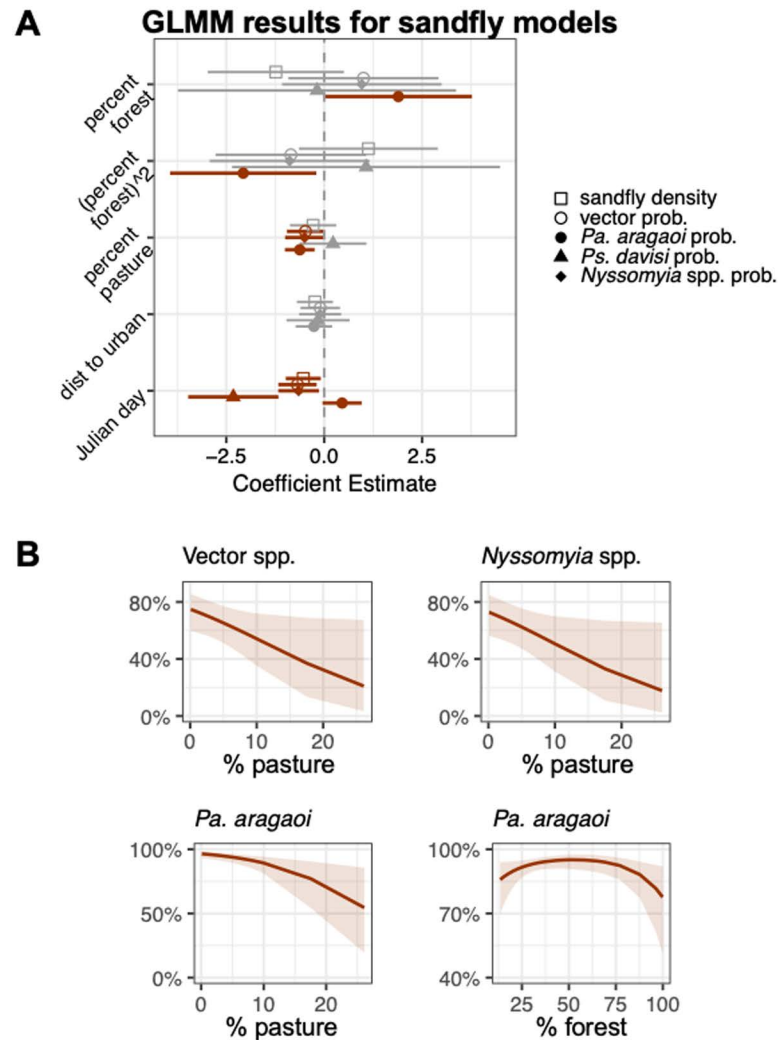 A
GLMM results for sandfly models
percent
forest
(percent
forest)^2
percent
pasture
dist to urban
Julian day
−2.5
0.0
2.5
Coefficient Estimate
sandfly density
vector prob.
Pa. aragaoi prob.
Ps. davisi prob.
Nyssomyia spp. prob.
B
Vector spp.
80%
40%
0%
0
10
20
% pasture
Nyssomyia spp.
80%
40%
0%
0
10
20
% pasture
Pa. aragaoi
100%
50%
0%
0
10
20
% pasture
Pa. aragaoi
100%
70%
40%
25
50
75
100
% forest